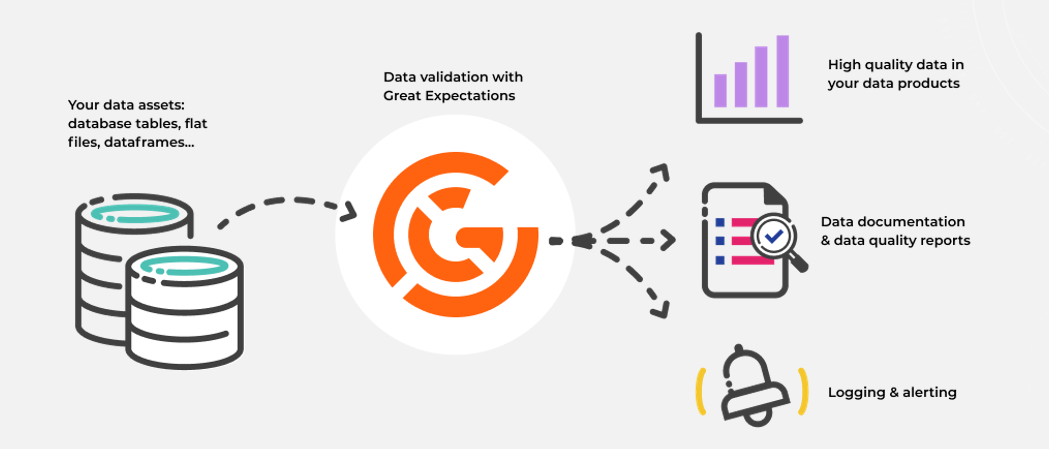 Your data assets:
database tables, flat
files, dataframes...
Data validation with
Great Expectations
High quality data in
your data products
Data documentation
& data quality reports
Logging & alerting